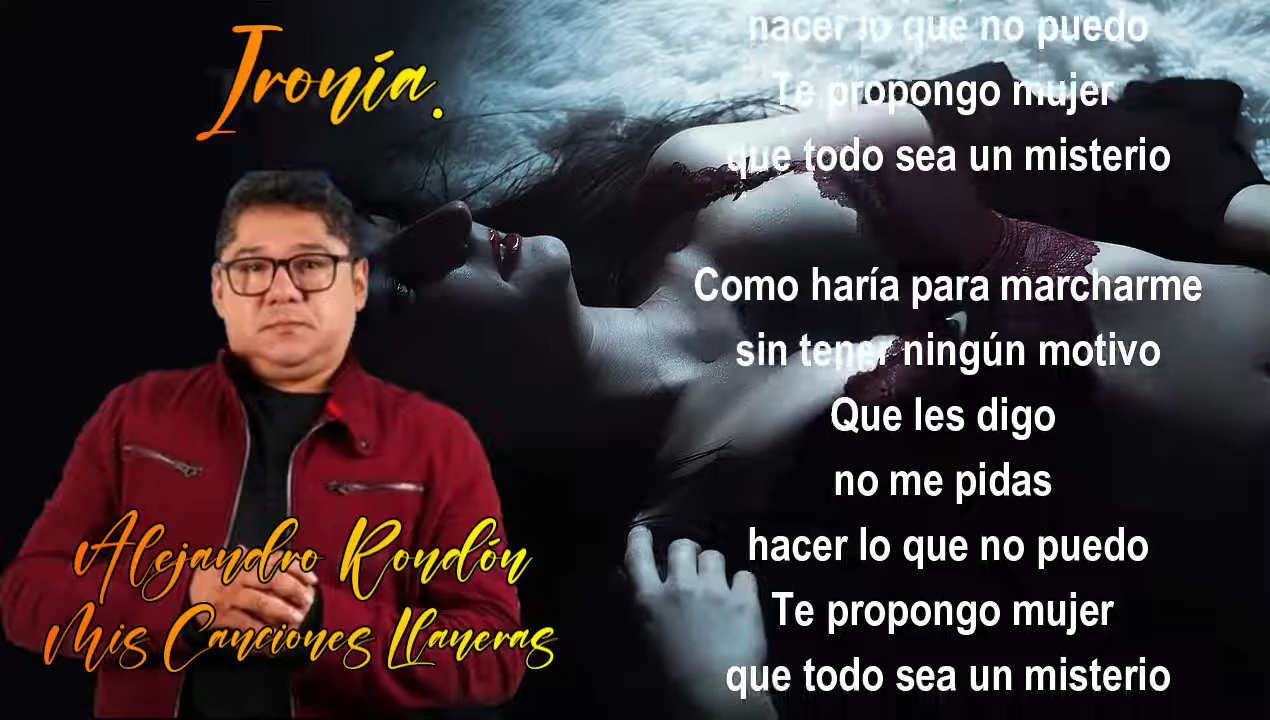 Ironía.
Alejandro Rondón
Mis Canciones Llaneras
hacer lo que no puedo
Te propongo mujer
que todo sea un misterio
Como haría para marcharme
sin tener ningún motivo
Que les digo
no me pidas
hacer lo que no puedo
Te propongo mujer
que todo sea un misterio